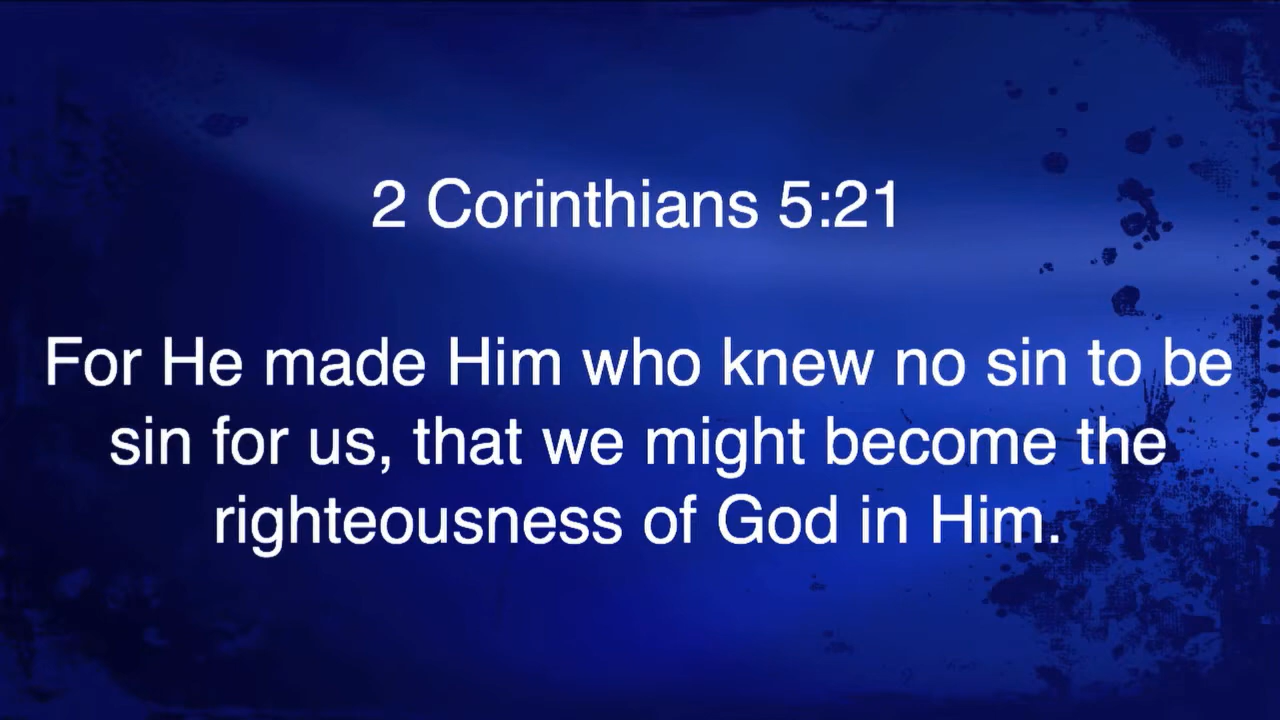 2 Corinthians 5:21
For He made Him who knew no sin to be
sin for us, that we might become the
righteousness of God in Him.